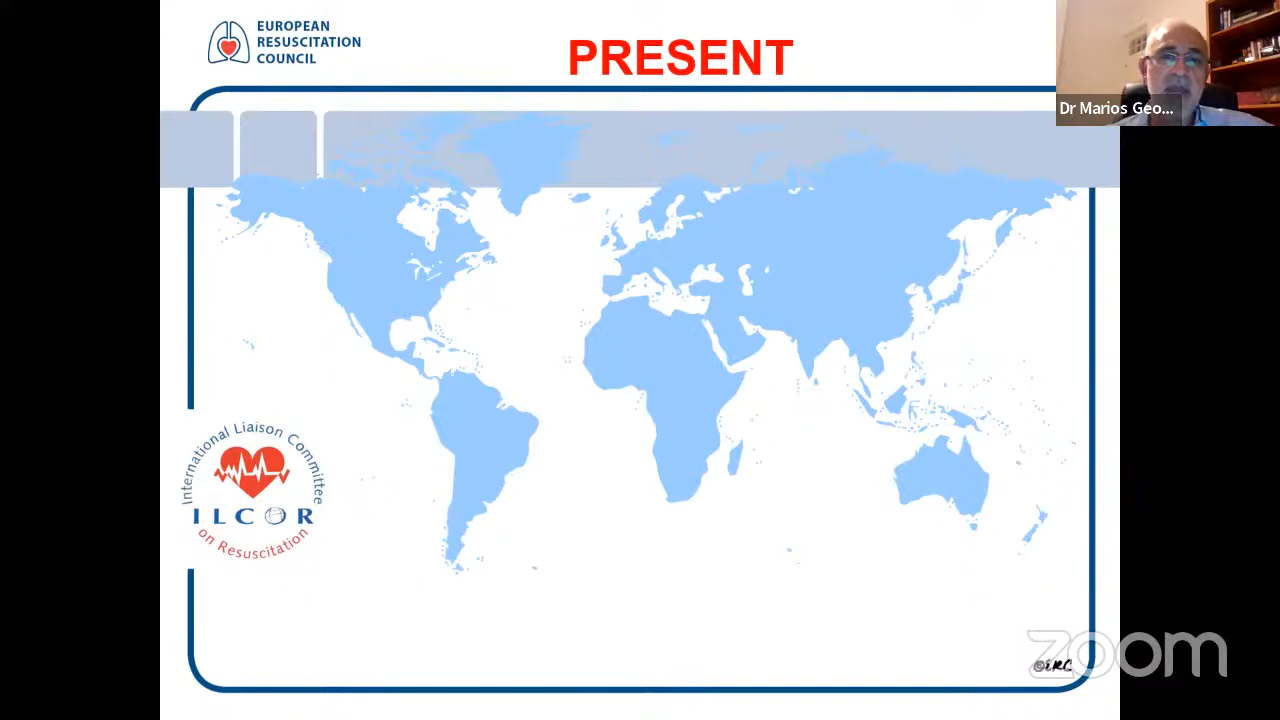 EUROPEAN
RESUSCITATION
COUNCIL
PRESENT
Dr Marios Geo...
International Liaison Committee
ILCOR
on Resuscitation
©ERC
zoom